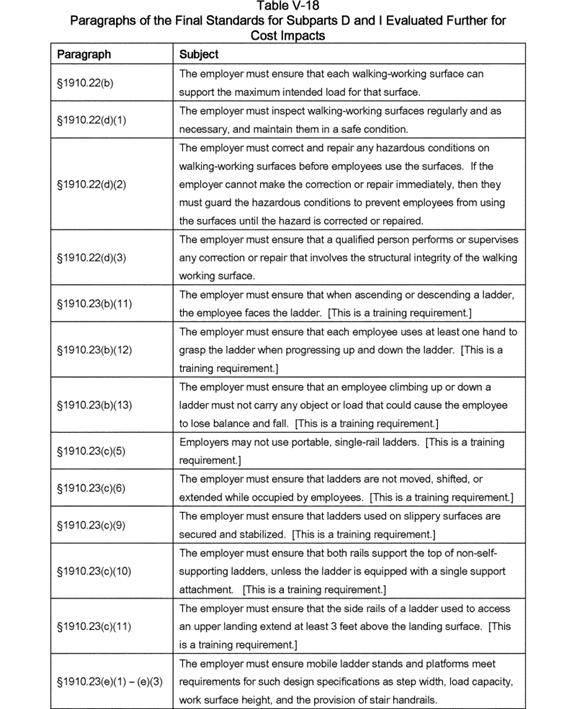 Table V-18
Paragraphs of the Final Standards for Subparts D and I Evaluated Further for
Cost Impacts
Paragraph Subject
§1910.22(b) The employer must ensure that each walking-working surface can
support the maximum intended load for that surface.
§1910.22(d)(1) The employer must inspect walking-working surfaces regularly and as
necessary, and maintain them in a safe condition.
§1910.22(d)(2) The employer must correct and repair any hazardous conditions on
walking-working surfaces before employees use the surfaces. If the
employer cannot make the correction or repair immediately, then they
must guard the hazardous conditions to prevent employees from using
the surfaces until the hazard is corrected or repaired.
§1910.22(d)(3) The employer must ensure that a qualified person performs or supervises
any correction or repair that involves the structural integrity of the walking
working surface.
§1910.23(b)(11) The employer must ensure that when ascending or descending a ladder,
the employee faces the ladder. [This is a training requirement.]
§1910.23(b)(12) The employer must ensure that each employee uses at least one hand to
grasp the ladder when progressing up and down the ladder. [This is a
training requirement.]
§1910.23(b)(13) The employer must ensure that an employee climbing up or down a
ladder must not carry any object or load that could cause the employee
to lose balance and fall. [This is a training requirement.]
§1910.23(c)(5) Employers may not use portable, single-rail ladders. [This is a training
requirement.]
§1910.23(c)(6) The employer must ensure that ladders are not moved, shifted, or
extended while occupied by employees. [This is a training requirement.]
§1910.23(c)(9) The employer must ensure that ladders used on slippery surfaces are
secured and stabilized. [This is a training requirement.]
§1910.23(c)(10) The employer must ensure that both rails support the top of non-self-
supporting ladders, unless the ladder is equipped with a single support
attachment. [This is a training requirement.]
§1910.23(c)(11) The employer must ensure that the side rails of a ladder used to access
an upper landing extend at least 3 feet above the landing surface. [This
is a training requirement.]
§1910.23(e)(1) – (e)(3) The employer must ensure mobile ladder stands and platforms meet
requirements for such design specifications as step width, load capacity,
work surface height, and the provision of stair handrails.